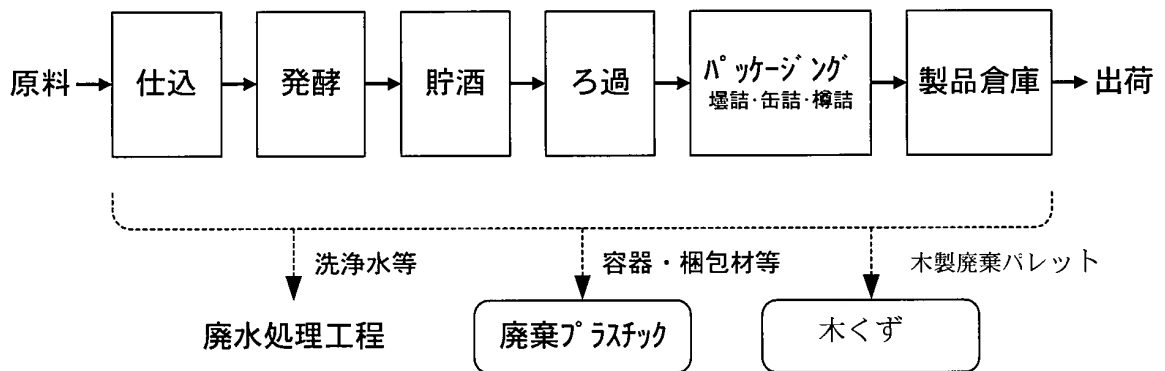 原料
仕込
発酵
貯酒
ろ過
パッケージング
壜詰・缶詰・樽詰
製品倉庫
出荷
洗浄水等
容器・梱包材等
木製廃棄パレット
廃水処理工程
廃棄プラスチック
木くず